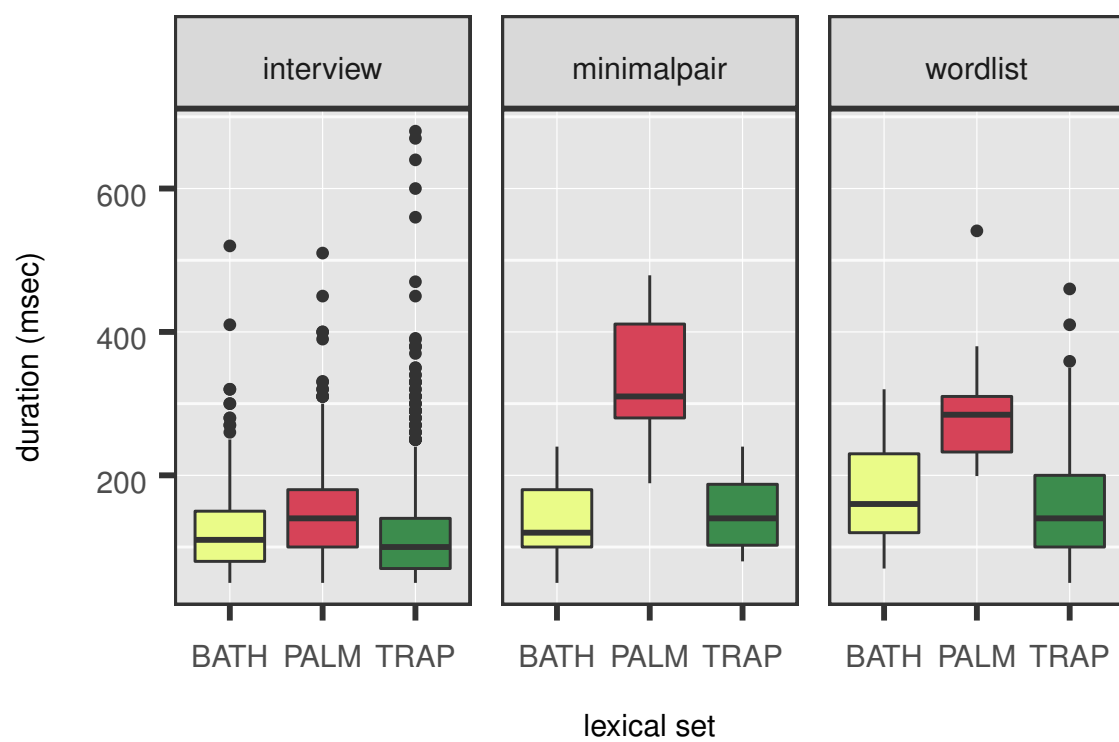 interview minimalpair wordlist
600
400
200
duration (msec)
BATH PALM TRAP BATH PALM TRAP BATH PALM TRAP
lexical set